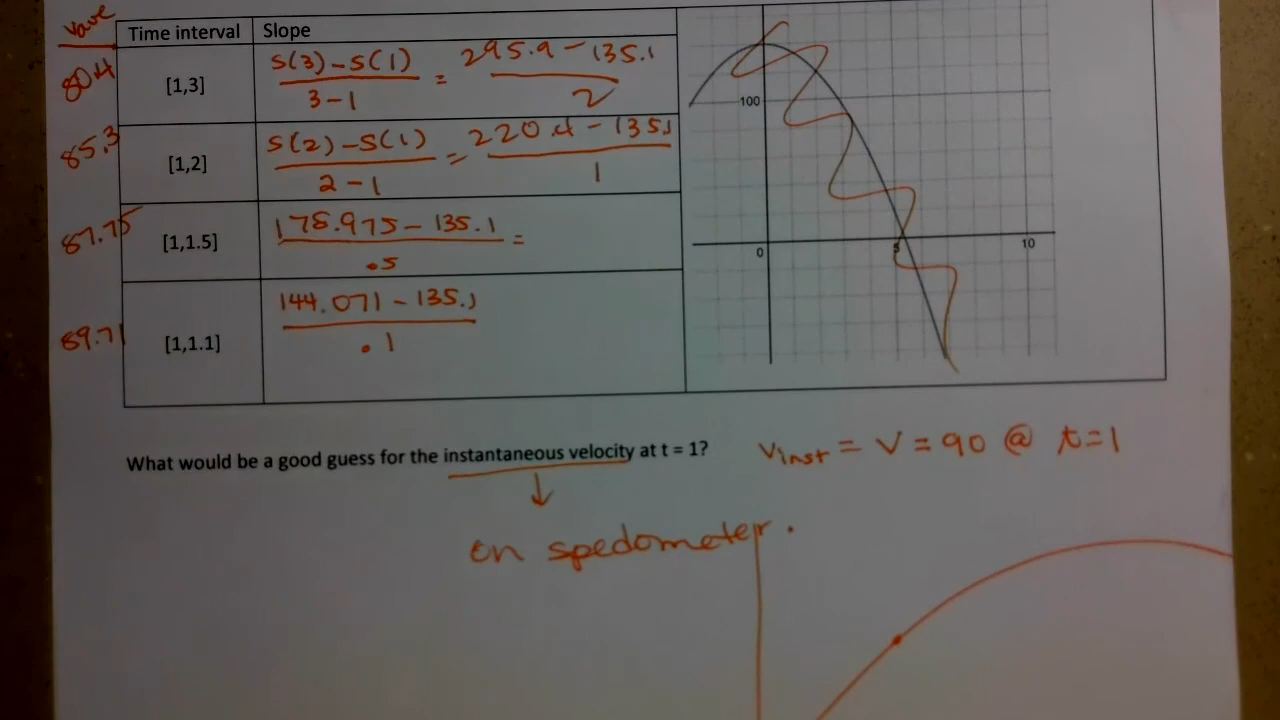 vave
Time interval Slope
80.4 [1,3] s(3)-s(1) / 3-1 = 295.9-135.1 / 2
85.3 [1,2] s(2)-s(1) / 2-1 = 220.4-135.1 / 1
87.75 [1,1.5] 178.975-135.1 / .5 =
89.71 [1,1.1] 144.071-135.1 / .1
100
0
5
10
What would be a good guess for the instantaneous velocity at t = 1? Vinst = V = 90 @ t=1
on spedometer.